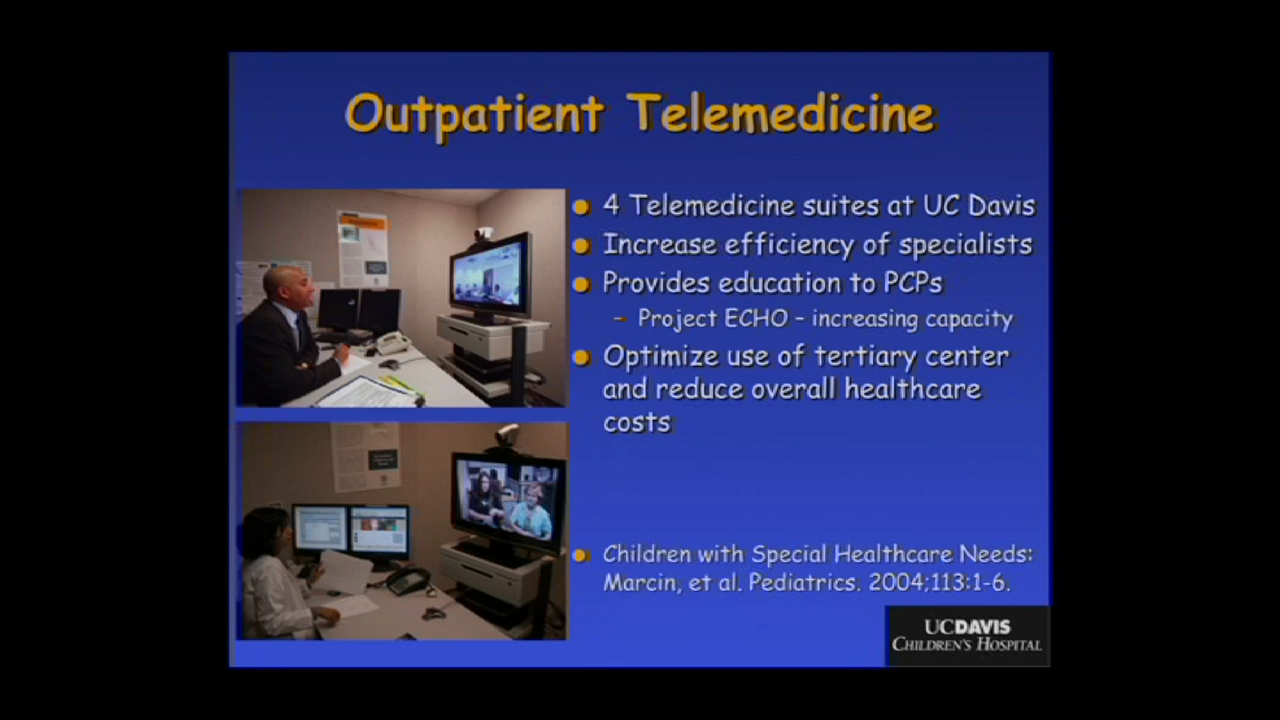 Outpatient Telemedicine
4 Telemedicine suites at UC Davis
Increase efficiency of specialists
Provides education to PCPs
– Project ECHO – increasing capacity
Optimize use of tertiary center
and reduce overall healthcare
costs
Children with Special Healthcare Needs:
Marcin, et al. Pediatrics. 2004;113:1-6.
UCDAVIS
CHILDREN'S HOSPITAL